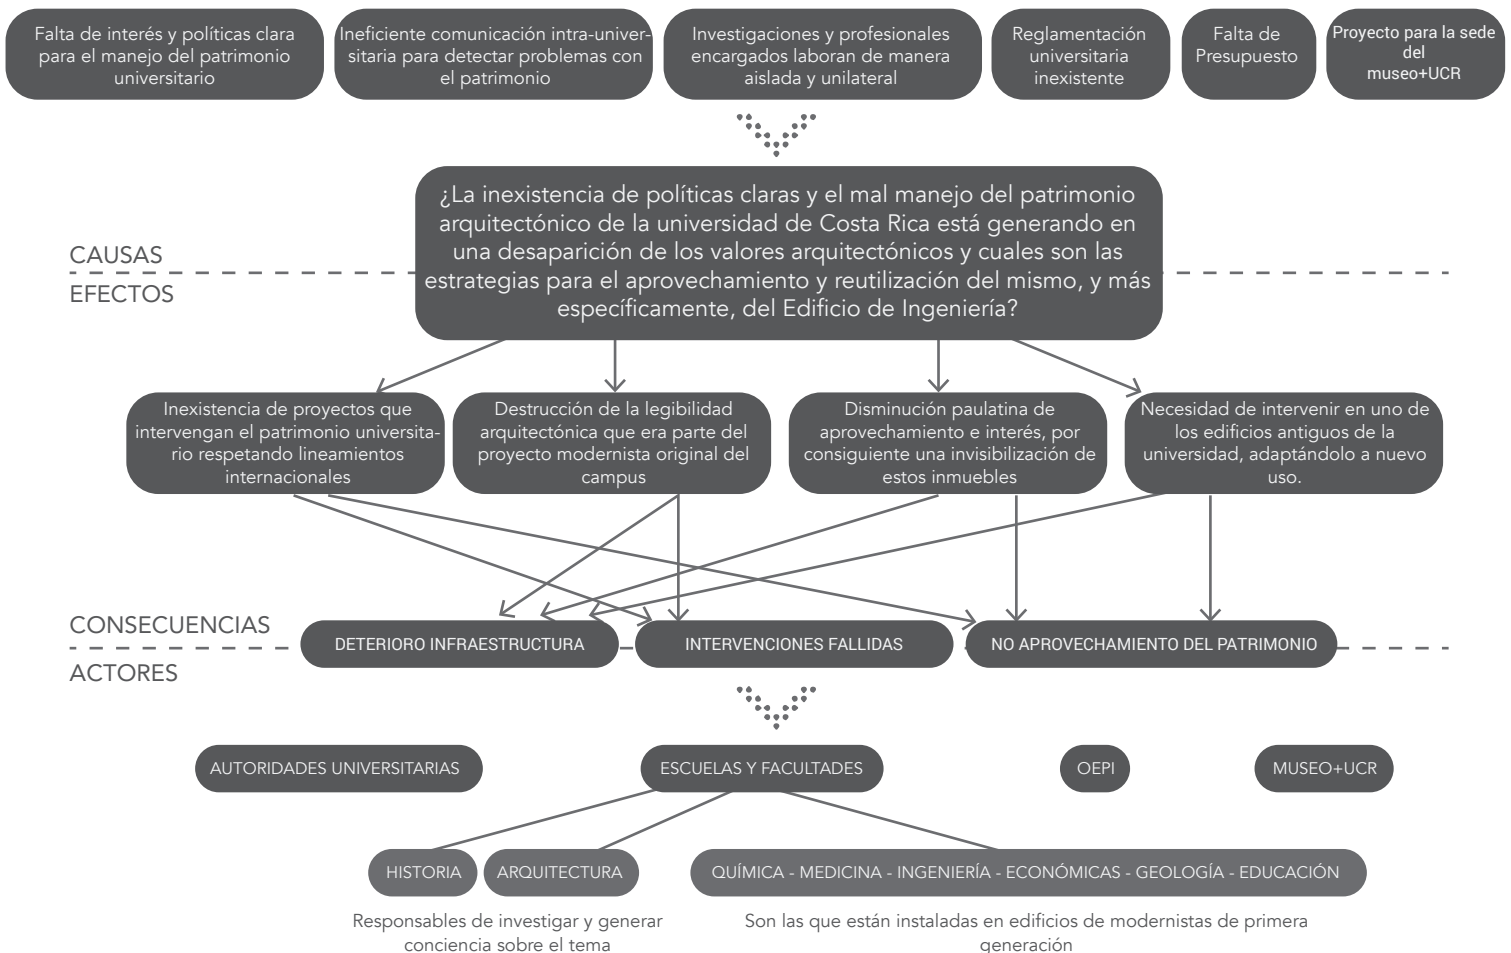 Falta de interés y políticas clara
para el manejo del patrimonio
universitario
Ineficiente comunicación intra-univer-
sitaria para detectar problemas con
el patrimonio
Investigaciones y profesionales
encargados laboran de manera
aislada y unilateral
Reglamentación
universitaria
inexistente
Falta de
Presupuesto
Proyecto para la sede
del
museo+UCR
¿La inexistencia de políticas claras y el mal manejo del patrimonio
arquitectónico de la universidad de Costa Rica está generando en
una desaparición de los valores arquitectónicos y cuales son las
estrategias para el aprovechamiento y reutilización del mismo, y más
específicamente, del Edificio de Ingeniería?
CAUSAS
EFECTOS
Inexistencia de proyectos que
intervengan el patrimonio universita-
rio respetando lineamientos
internacionales
Destrucción de la legibilidad
arquitectónica que era parte del
proyecto modernista original del
campus
Disminución paulatina de
aprovechamiento e interés, por
consiguiente una invisibilización de
estos inmuebles
Necesidad de intervenir en uno de
los edificios antiguos de la
universidad, adaptándolo a nuevo
uso.
CONSECUENCIAS
ACTORES
DETERIORO INFRAESTRUCTURA
INTERVENCIONES FALLIDAS
NO APROVECHAMIENTO DEL PATRIMONIO
AUTORIDADES UNIVERSITARIAS
ESCUELAS Y FACULTADES
OEPI
MUSEO+UCR
HISTORIA
ARQUITECTURA
QUÍMICA - MEDICINA - INGENIERÍA - ECONÓMICAS - GEOLOGÍA - EDUCACIÓN
Responsables de investigar y generar
conciencia sobre el tema
Son las que están instaladas en edificios de modernistas de primera
generación